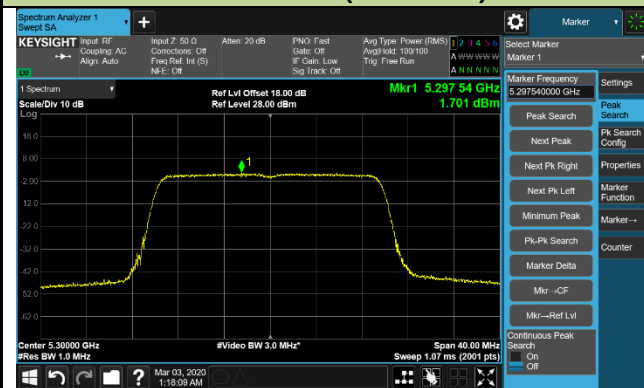 Spectrum Analyzer 1
Swept SA
+
Marker
KEYSIGHT
Input: RF
Coupling: AC
Align: Auto
Input Z: 50 Ω
Corrections: Off
Freq Ref: Int (S)
NFE: Off
Atten: 20 dB
PNO: Fast
Gate: Off
IF Gain: Low
Sig Track: Off
Avg Type: Power (RMS)
Avg|Hold: 100/100
Trig: Free Run
1 2 3 4 5 6
A W W W W W
A N N N N N
LXI
Select Marker
Marker 1
1 Spectrum
Scale/Div 10 dB
Log
Ref Lvl Offset 18.00 dB
Ref Level 28.00 dBm
Mkr1 5.297 54 GHz
1.701 dBm
18.0
8.00
-2.00
-12.0
-22.0
-32.0
-42.0
-52.0
-62.0
1
Center 5.30000 GHz
#Res BW 1.0 MHz
#Video BW 3.0 MHz*
Span 40.00 MHz
Sweep 1.07 ms (2001 pts)
Marker Frequency
5.297540000 GHz
Peak Search
Next Peak
Next Pk Right
Next Pk Left
Minimum Peak
Pk-Pk Search
Marker Delta
Mkr→CF
Mkr→Ref Lvl
Continuous Peak
Search
On
Off
Settings
Peak
Search
Pk Search
Config
Properties
Marker
Function
Marker→
Counter
?
Mar 03, 2020
1:18:09 AM